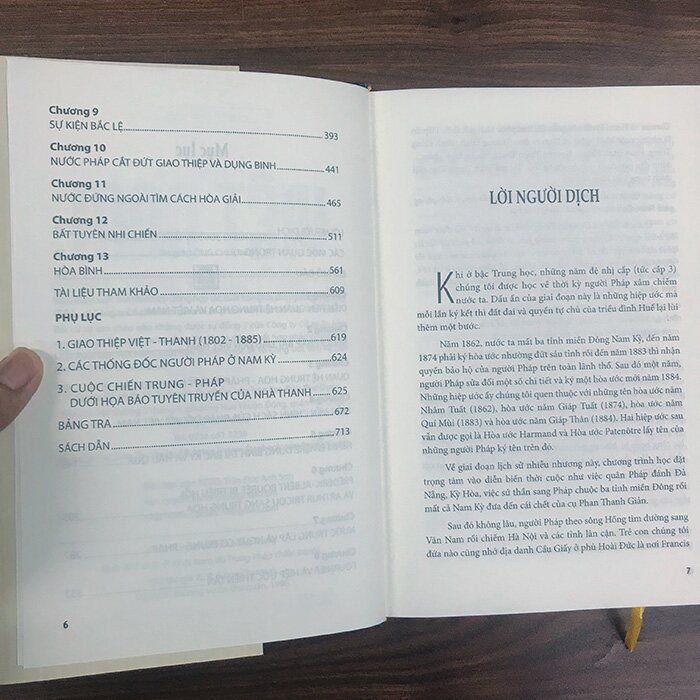 Chương 9
SỰ KIỆN BẮC LỆ 393
Chương 10
NƯỚC PHÁP CẮT ĐỨT GIAO THIỆP VÀ DỤNG BINH 441
Chương 11
NƯỚC ĐỨNG NGOÀI TÌM CÁCH HÒA GIẢI 465
Chương 12
BẤT TUYÊN NHI CHIẾN 511
Chương 13
HÒA BÌNH 561
TÀI LIỆU THAM KHẢO 609
PHỤ LỤC
1. GIAO THIỆP VIỆT - THANH (1802 - 1885) 619
2. CÁC THỐNG ĐỐC NGƯỜI PHÁP Ở NAM KỲ 624
3. CUỘC CHIẾN TRUNG - PHÁP
DƯỚI HỌA BÁO TUYÊN TRUYỀN CỦA NHÀ THANH 625
BẢNG TRA 672
SÁCH DẪN 713
6
LỜI NGƯỜI DỊCH
Khi ở bậc Trung học, những năm đệ nhị cấp (tức cấp 3)
chúng tôi được học về thời kỳ người Pháp xâm chiếm
nước ta. Dấu ấn của giai đoạn này là những hiệp ước mà
mỗi lần ký kết thì đất đai và quyền tự chủ của triều đình Huế lại lùi
thêm một bước.
Năm 1862, nước ta mất ba tỉnh miền Đông Nam Kỳ, đến năm
1874 phải ký hòa ước nhường đứt sáu tỉnh rồi đến năm 1883 thì nhận
quyền bảo hộ của người Pháp trên toàn lãnh thổ. Sau đó một năm,
người Pháp sửa đổi một số chi tiết và ký một hòa ước mới năm 1884.
Những hiệp ước ấy chúng tôi quen thuộc với những cái tên hòa ước
Nhâm Tuất (1862), hòa ước năm Giáp Tuất (1874), hòa ước năm
Quí Mùi (1883) và hòa ước năm Giáp Thân (1884). Hai hiệp ước sau
vẫn được gọi là Hòa ước Harmand và Hòa ước Patenôtre lấy tên của
những người Pháp ký tên trên đó.
Về giai đoạn lịch sử nhiễu nhương này, chương trình học đặt
trọng tâm vào diễn biến thời cuộc như việc quân Pháp đánh Đà
Nẵng, Kỳ Hòa, việc sứ thần sang Pháp chuộc ba tỉnh miền Đông rồi
mất cả Nam Kỳ đưa đến cái chết của cụ Phan Thanh Giản.
Sau đó không lâu, người Pháp theo sông Hồng tìm đường sang
Vân Nam rồi chiếm Hà Nội và các tỉnh lân cận. Trẻ con chúng tôi
đứa nào cũng nhớ địa danh Cầu Giấy ở phủ Hoài Đức là nơi Francis
7